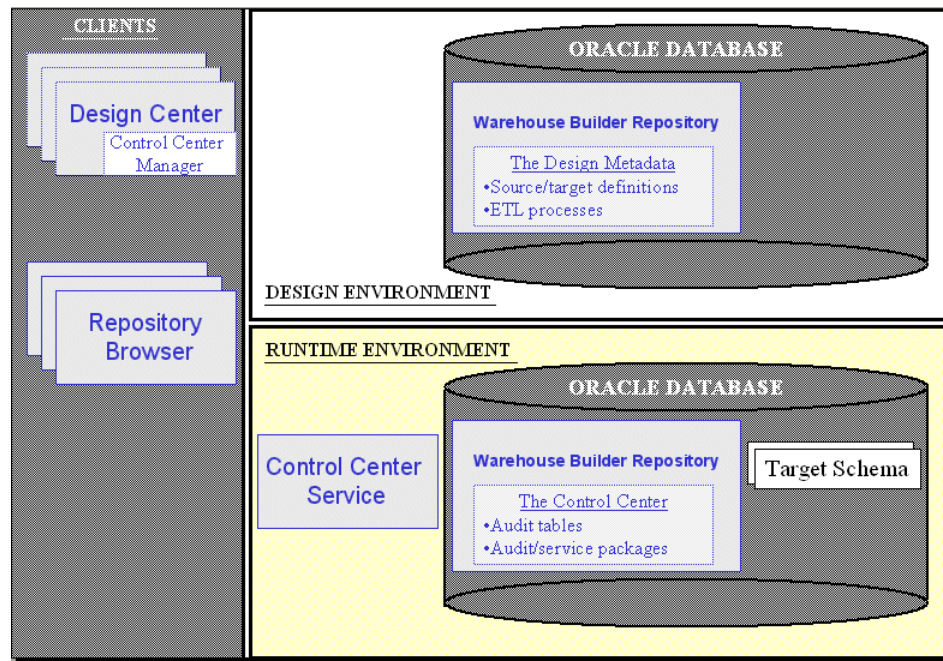 CLIENTS
Design Center
Control Center
Manager
Repository
Browser
ORACLE DATABASE
Warehouse Builder Repository
The Design Metadata
•Source/target definitions
•ETL processes
DESIGN ENVIRONMENT
RUNTIME ENVIRONMENT
ORACLE DATABASE
Control Center
Service
Warehouse Builder Repository
The Control Center
•Audit tables
•Audit/service packages
Target Schema